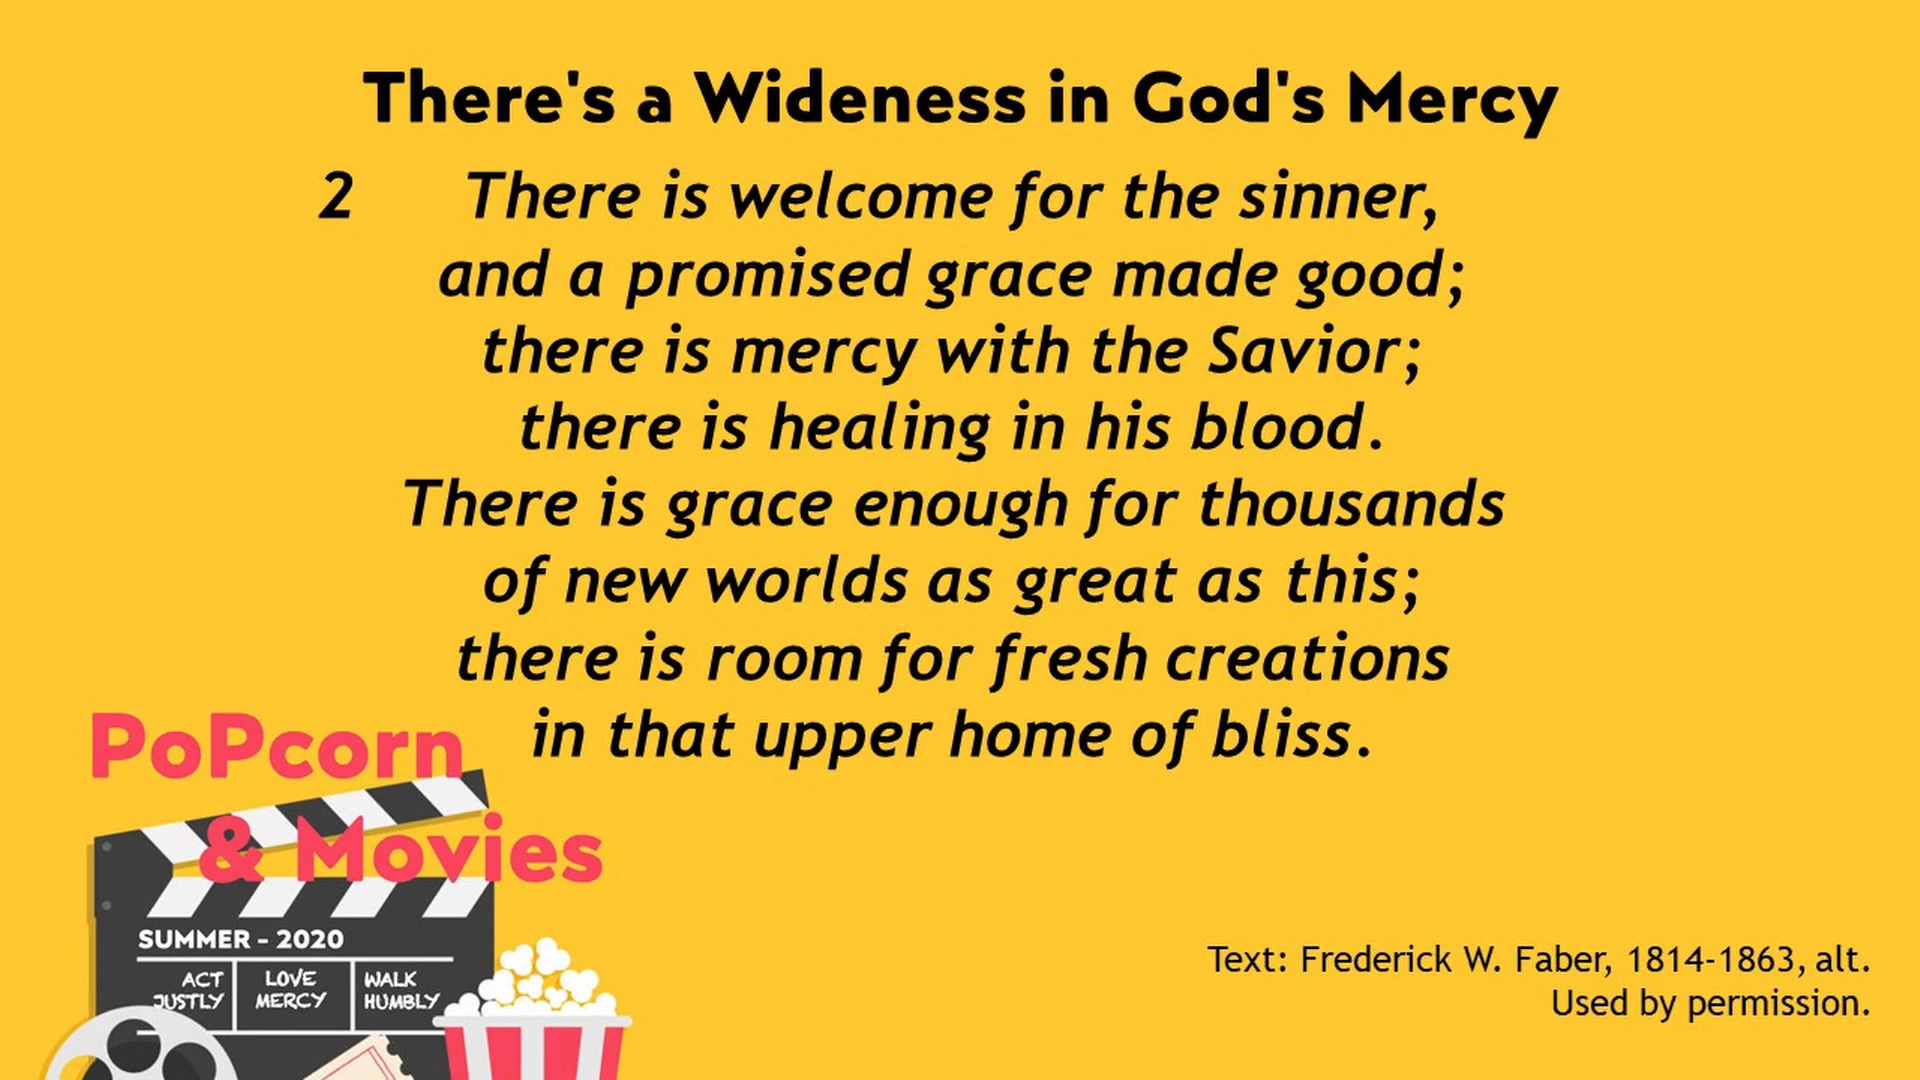 There's a Wideness in God's Mercy
2 There is welcome for the sinner,
and a promised grace made good;
there is mercy with the Savior;
there is healing in his blood.
There is grace enough for thousands
of new worlds as great as this;
there is room for fresh creations
in that upper home of bliss.
PoPcorn
& Movies
SUMMER - 2020
ACT JUSTLY
LOVE MERCY
WALK HUMBLY
Text: Frederick W. Faber, 1814-1863, alt.
Used by permission.